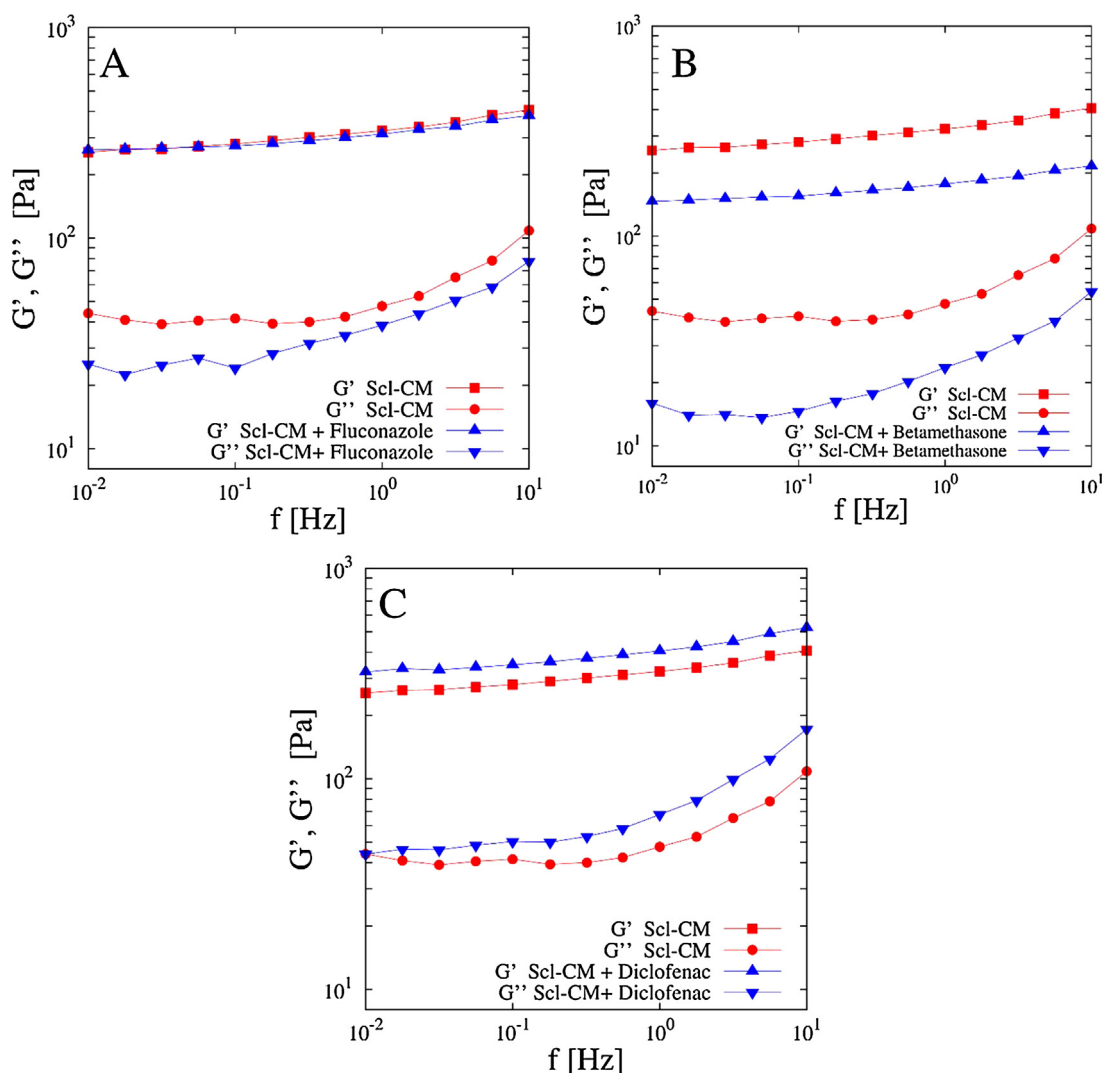 A
G', G'' [Pa]
10³
10²
10¹
G' Scl-CM
G'' Scl-CM
G' Scl-CM + Fluconazole
G'' Scl-CM+ Fluconazole
10⁻² 10⁻¹ 10⁰ 10¹
f [Hz]
B
G', G'' [Pa]
10³
10²
10¹
G' Scl-CM
G'' Scl-CM
G' Scl-CM + Betamethasone
G'' Scl-CM+ Betamethasone
10⁻² 10⁻¹ 10⁰ 10¹
f [Hz]
C
G', G'' [Pa]
10³
10²
10¹
G' Scl-CM
G'' Scl-CM
G' Scl-CM + Diclofenac
G'' Scl-CM+ Diclofenac
10⁻² 10⁻¹ 10⁰ 10¹
f [Hz]